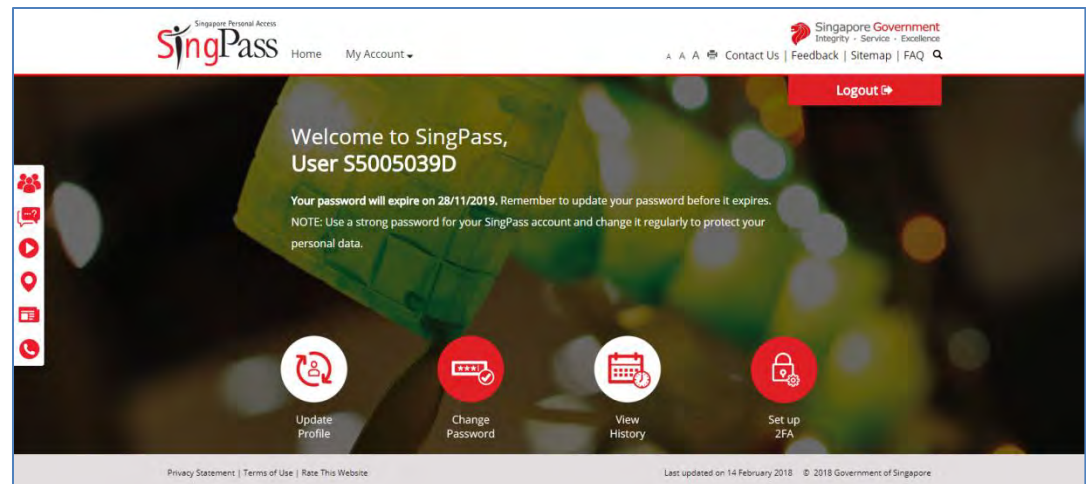 Singapore Personal Access
SingPass
Home My Account
Singapore Government
Integrity · Service · Excellence
A A A Contact Us | Feedback | Sitemap | FAQ
Logout
Welcome to SingPass,
User S5005039D
Your password will expire on 28/11/2019. Remember to update your password before it expires.
NOTE: Use a strong password for your SingPass account and change it regularly to protect your
personal data.
***
Update
Profile
Change
Password
View
History
Set up
2FA
Privacy Statement | Terms of Use | Rate This Website
Last updated on 14 February 2018 © 2018 Government of Singapore